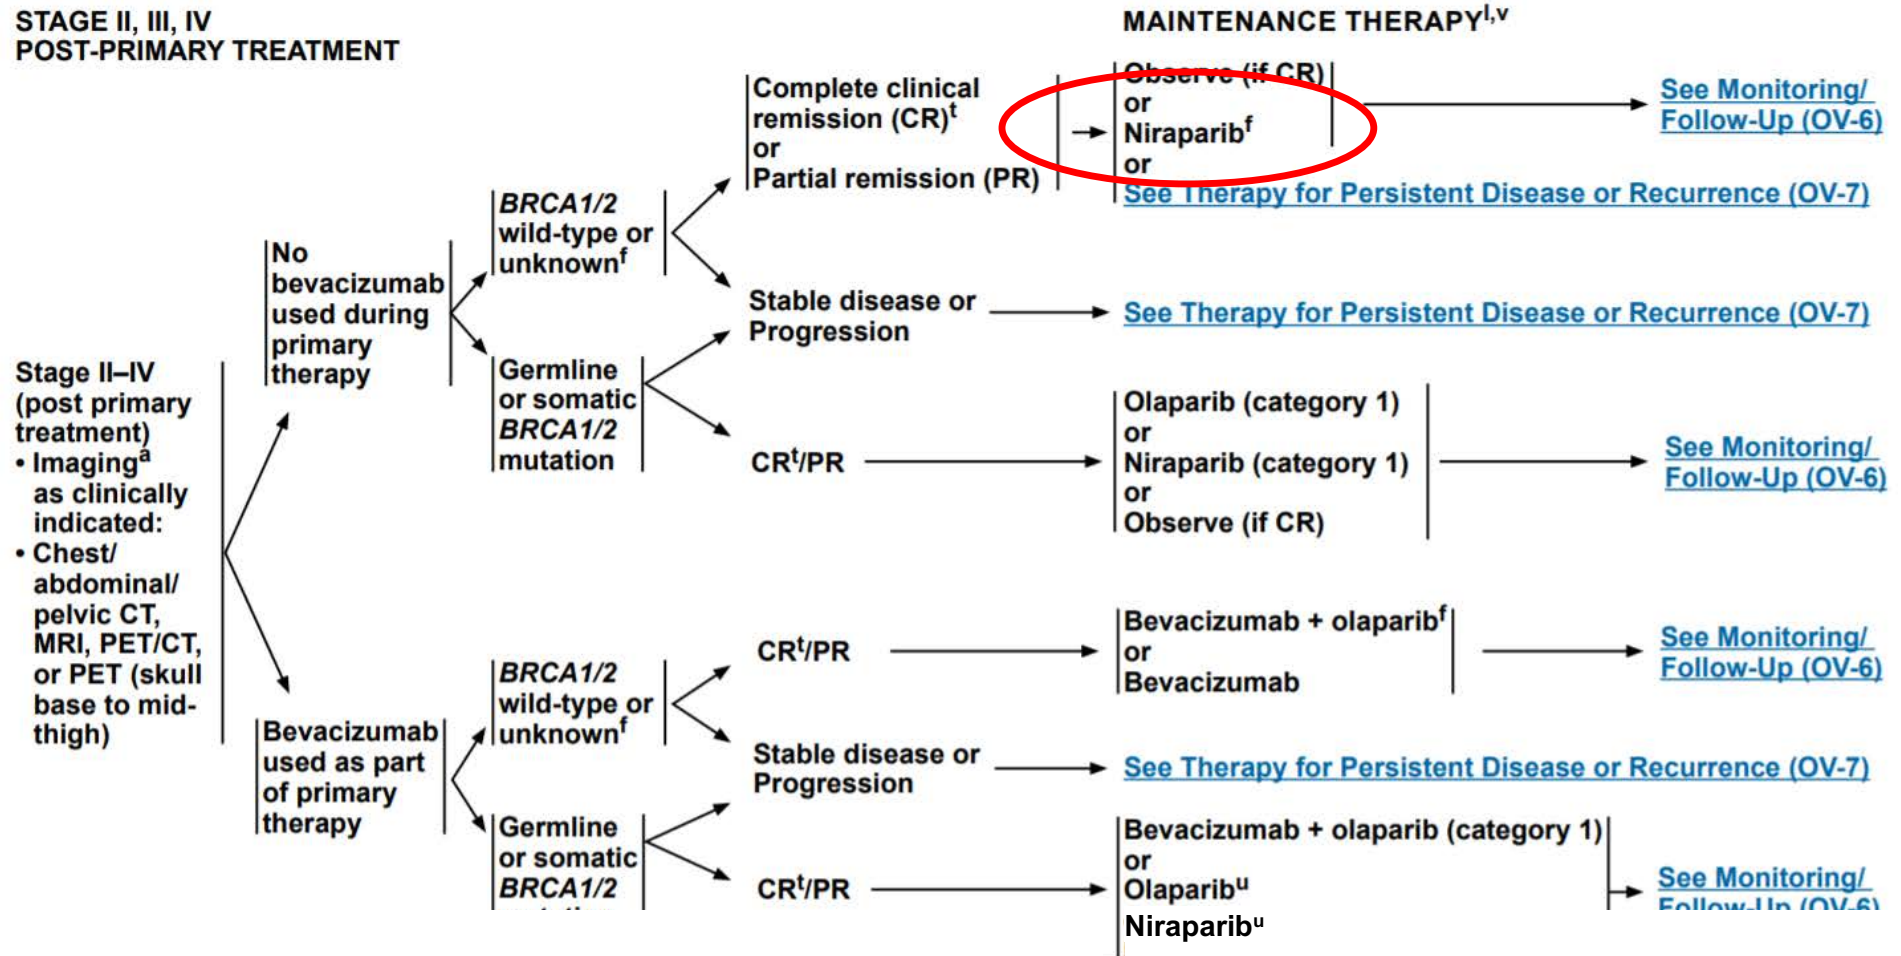 STAGE II, III, IV
POST-PRIMARY TREATMENT
MAINTENANCE THERAPYl,v
Stage II–IV
(post primary
treatment)
• Imaginga
as clinically
indicated:
• Chest/
abdominal/
pelvic CT,
MRI, PET/CT,
or PET (skull
base to mid-
thigh)
No
bevacizumab
used during
primary
therapy
BRCA1/2
wild-type or
unknownf
Complete clinical
remission (CR)t
or
Partial remission (PR)
Observe (if CR)
or
Niraparibf
or
See Therapy for Persistent Disease or Recurrence (OV-7)
See Monitoring/
Follow-Up (OV-6)
Stable disease or
Progression
See Therapy for Persistent Disease or Recurrence (OV-7)
Germline
or somatic
BRCA1/2
mutation
CRt/PR
Olaparib (category 1)
or
Niraparib (category 1)
or
Observe (if CR)
See Monitoring/
Follow-Up (OV-6)
Bevacizumab
used as part
of primary
therapy
BRCA1/2
wild-type or
unknownf
CRt/PR
Bevacizumab + olaparibf
or
Bevacizumab
See Monitoring/
Follow-Up (OV-6)
Stable disease or
Progression
See Therapy for Persistent Disease or Recurrence (OV-7)
Germline
or somatic
BRCA1/2
CRt/PR
Bevacizumab + olaparib (category 1)
or
Olaparibu
Niraparibu
See Monitoring/
Follow-Up (OV-6)